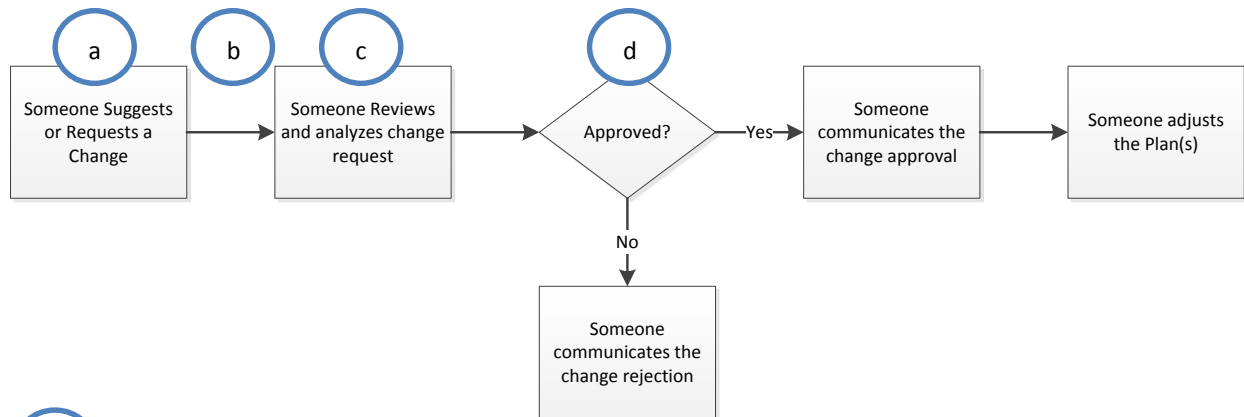 a
b
c
d
Someone Suggests
or Requests a
Change
Someone Reviews
and analyzes change
request
Approved?
Yes
Someone
communicates the
change approval
Someone adjusts
the Plan(s)
No
Someone
communicates the
change rejection